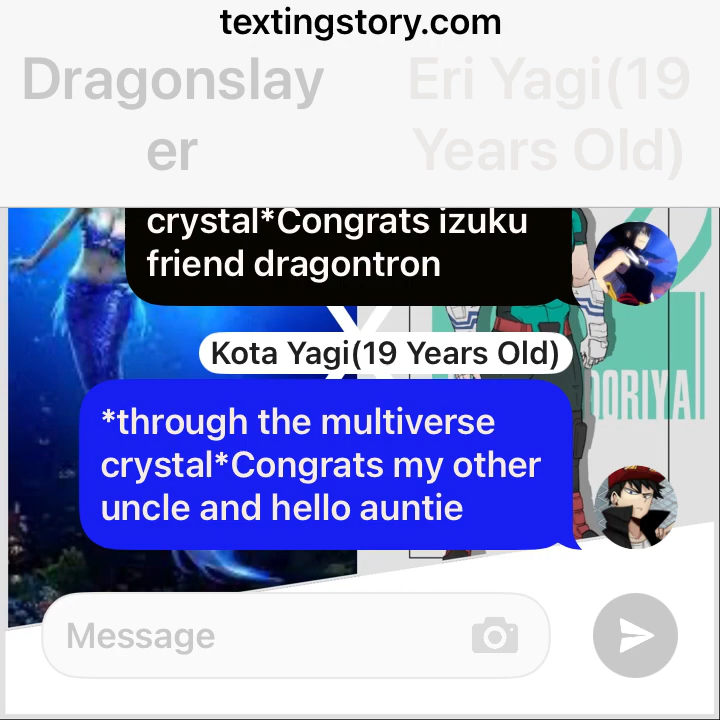 textingstory.com
Dragonslay
er
Eri Yagi(19
Years Old)
crystal*Congrats izuku
friend dragontron
Kota Yagi(19 Years Old)
*through the multiverse
crystal*Congrats my other
uncle and hello auntie
Message